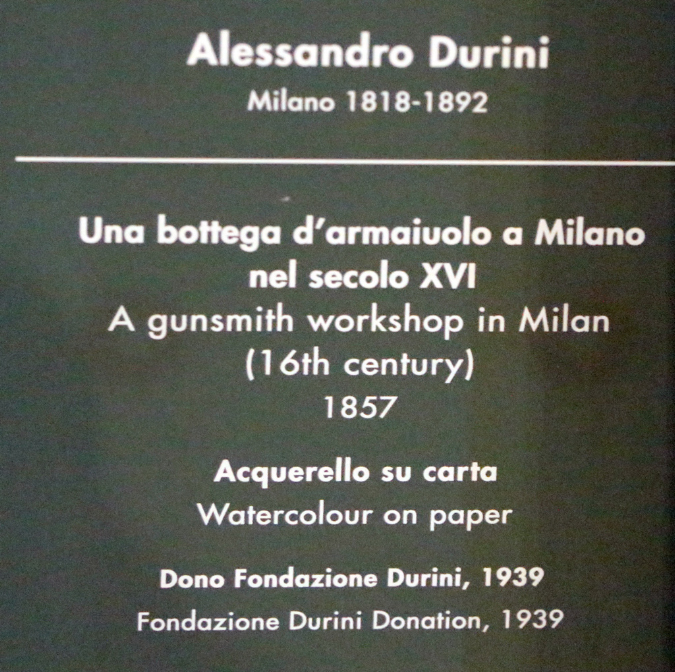 Alessandro Durini
Milano 1818-1892
Una bottega d'armaiuolo a Milano
nel secolo XVI
A gunsmith workshop in Milan
(16th century)
1857
Acquerello su carta
Watercolour on paper
Dono Fondazione Durini, 1939
Fondazione Durini Donation, 1939